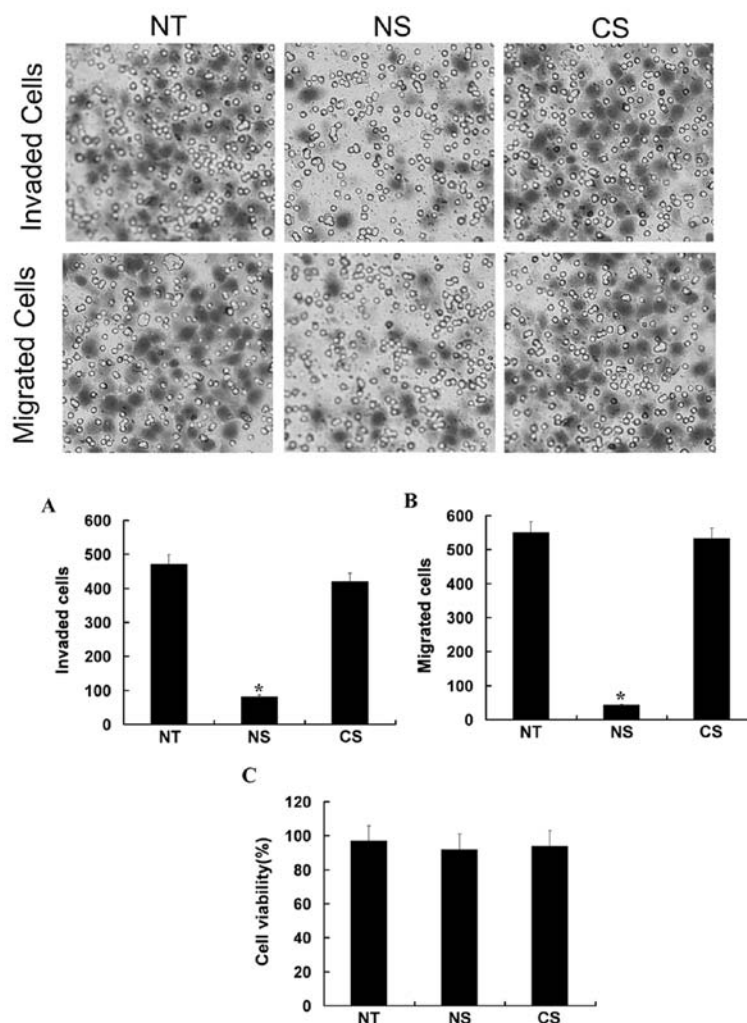 NT NS CS
Invaded Cells
Migrated Cells
A
600
500
400
300
200
100
0
Invaded cells
*
NT NS CS
B
600
500
400
300
200
100
0
Migrated cells
*
NT NS CS
C
120
100
80
60
40
20
0
Cell viability(%)
NT NS CS